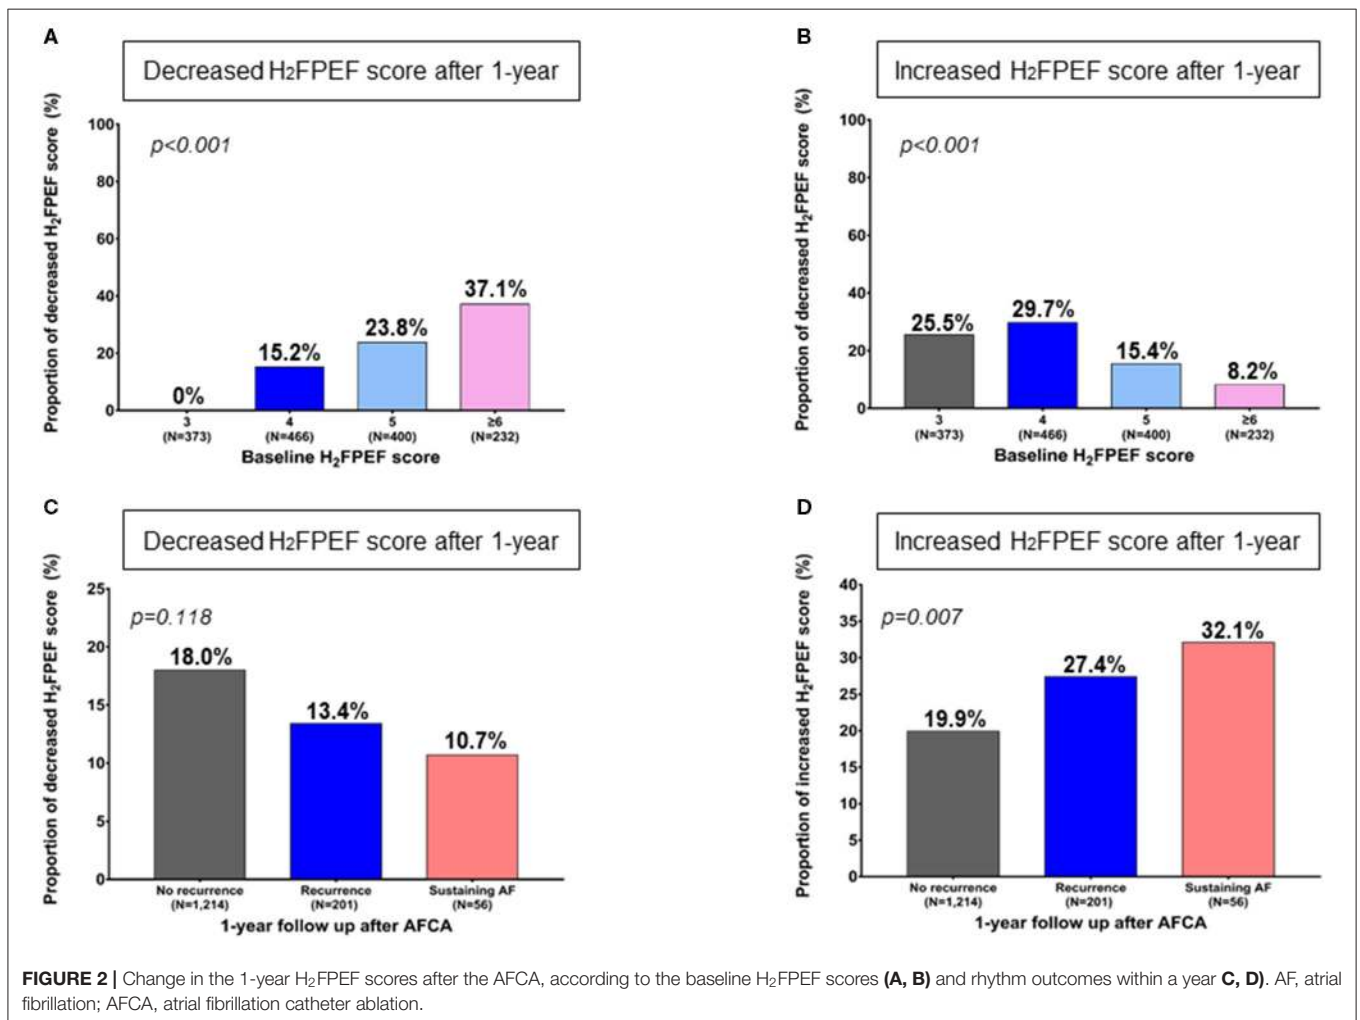 A
Decreased H₂FPEF score after 1-year
Proportion of decreased H₂FPEF score (%)
p<0.001
100
80
60
40
20
0
0%
15.2%
23.8%
37.1%
3 4 5 ≥6
(N=373) (N=466) (N=400) (N=232)
Baseline H₂FPEF score
B
Increased H₂FPEF score after 1-year
Proportion of decreased H₂FPEF score (%)
p<0.001
100
80
60
40
20
0
25.5%
29.7%
15.4%
8.2%
3 4 5 ≥6
(N=373) (N=466) (N=400) (N=232)
Baseline H₂FPEF score
C
Decreased H₂FPEF score after 1-year
Proportion of decreased H₂FPEF score (%)
p=0.118
25
20
15
10
5
0
18.0%
13.4%
10.7%
No recurrence Recurrence Sustaining AF
(N=1,214) (N=201) (N=56)
1-year follow up after AFCA
D
Increased H₂FPEF score after 1-year
Proportion of increased H₂FPEF score (%)
p=0.007
40
35
30
25
20
15
10
5
0
19.9%
27.4%
32.1%
No recurrence Recurrence Sustaining AF
(N=1,214) (N=201) (N=56)
1-year follow up after AFCA
FIGURE 2 | Change in the 1-year H₂FPEF scores after the AFCA, according to the baseline H₂FPEF scores (A, B) and rhythm outcomes within a year C, D). AF, atrial
fibrillation; AFCA, atrial fibrillation catheter ablation.